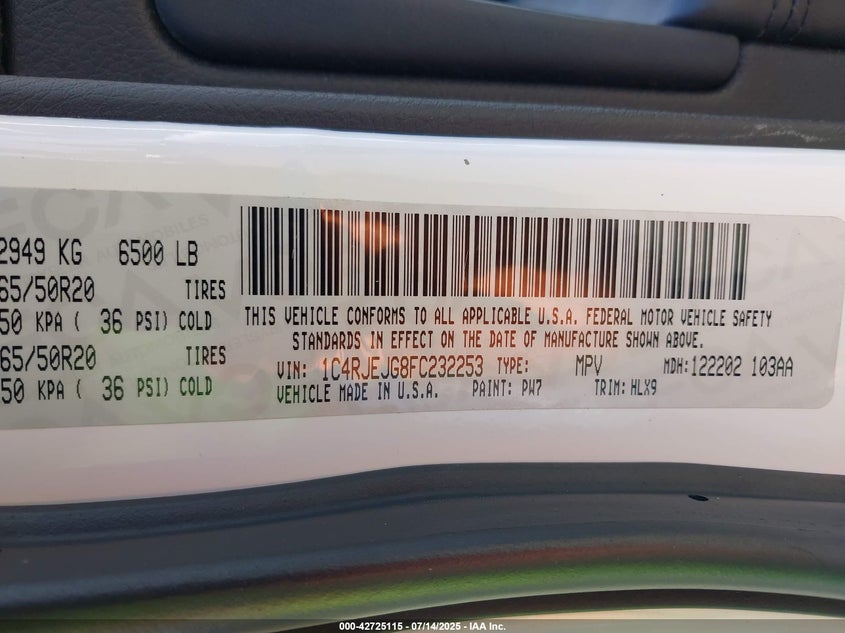 2949 KG 6500 LB
65/50R20 TIRES
50 KPA ( 36 PSI) COLD
65/50R20 TIRES
50 KPA ( 36 PSI) COLD
THIS VEHICLE CONFORMS TO ALL APPLICABLE U.S.A. FEDERAL MOTOR VEHICLE SAFETY
STANDARDS IN EFFECT ON THE DATE OF MANUFACTURE SHOWN ABOVE.
VIN: 1C4RJEJG8FC232253 TYPE: MPV MDH:122202 103AA
VEHICLE MADE IN U.S.A. PAINT: PW7 TRIM: HLX9
000-42725115 - 07/14/2025 - IAA Inc.